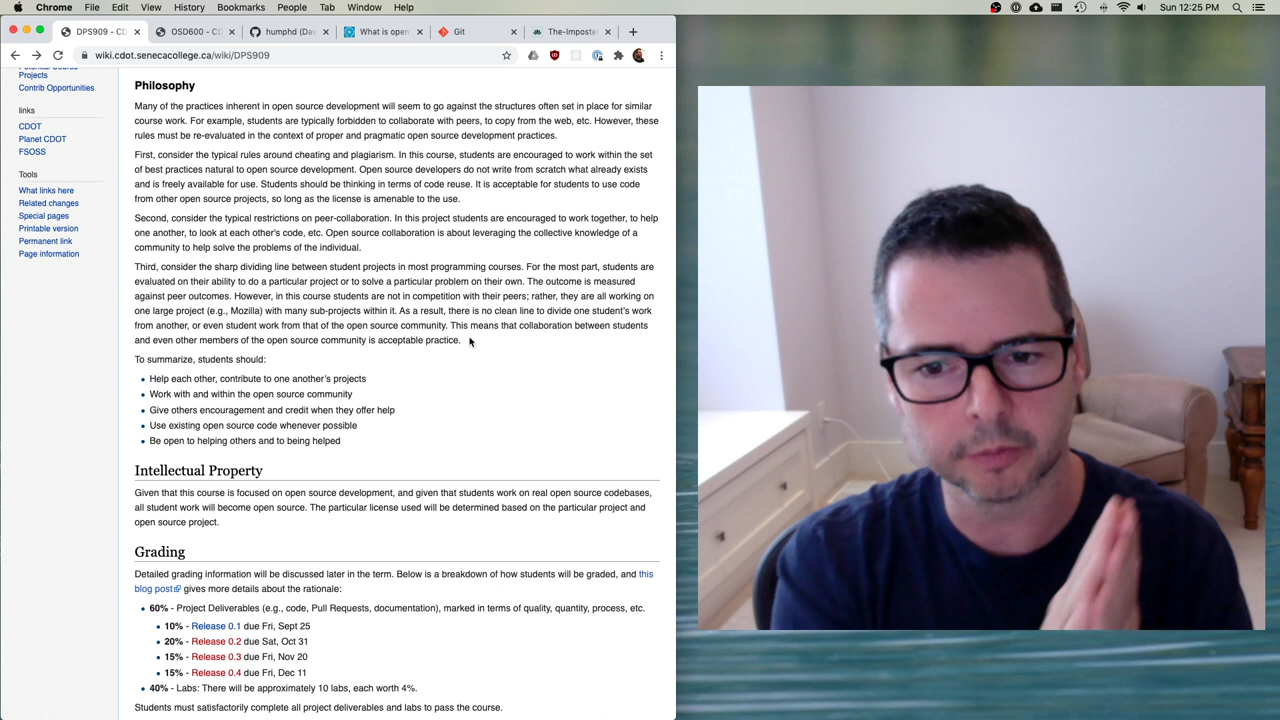 Chrome File Edit View History Bookmarks People Tab Window Help Sun 12:25 PM
DPS909 - CD OSD600 - CD humphd (Dav What is open Git The-Imposter
wiki.cdot.senecacollege.ca/wiki/DPS909
Projects
Contrib Opportunities
links
CDOT
Planet CDOT
FSOSS
Tools
What links here
Related changes
Special pages
Printable version
Permanent link
Page information
Philosophy
Many of the practices inherent in open source development will seem to go against the structures often set in place for similar
course work. For example, students are typically forbidden to collaborate with peers, to copy from the web, etc. However, these
rules must be re-evaluated in the context of proper and pragmatic open source development practices.
First, consider the typical rules around cheating and plagiarism. In this course, students are encouraged to work within the set
of best practices natural to open source development. Open source developers do not write from scratch what already exists
and is freely available for use. Students should be thinking in terms of code reuse. It is acceptable for students to use code
from other open source projects, so long as the license is amenable to the use.
Second, consider the typical restrictions on peer-collaboration. In this project students are encouraged to work together, to help
one another, to look at each other's code, etc. Open source collaboration is about leveraging the collective knowledge of a
community to help solve the problems of the individual.
Third, consider the sharp dividing line between student projects in most programming courses. For the most part, students are
evaluated on their ability to do a particular project or to solve a particular problem on their own. The outcome is measured
against peer outcomes. However, in this course students are not in competition with their peers; rather, they are all working on
one large project (e.g., Mozilla) with many sub-projects within it. As a result, there is no clean line to divide one student's work
from another, or even student work from that of the open source community. This means that collaboration between students
and even other members of the open source community is acceptable practice.
To summarize, students should:
• Help each other, contribute to one another's projects
• Work with and within the open source community
• Give others encouragement and credit when they offer help
• Use existing open source code whenever possible
• Be open to helping others and to being helped
Intellectual Property
Given that this course is focused on open source development, and given that students work on real open source codebases,
all student work will become open source. The particular license used will be determined based on the particular project and
open source project.
Grading
Detailed grading information will be discussed later in the term. Below is a breakdown of how students will be graded, and this
blog post gives more details about the rationale:
• 60% - Project Deliverables (e.g., code, Pull Requests, documentation), marked in terms of quality, quantity, process, etc.
• 10% - Release 0.1 due Fri, Sept 25
• 20% - Release 0.2 due Sat, Oct 31
• 15% - Release 0.3 due Fri, Nov 20
• 15% - Release 0.4 due Fri, Dec 11
• 40% - Labs: There will be approximately 10 labs, each worth 4%.
Students must satisfactorily complete all project deliverables and labs to pass the course.